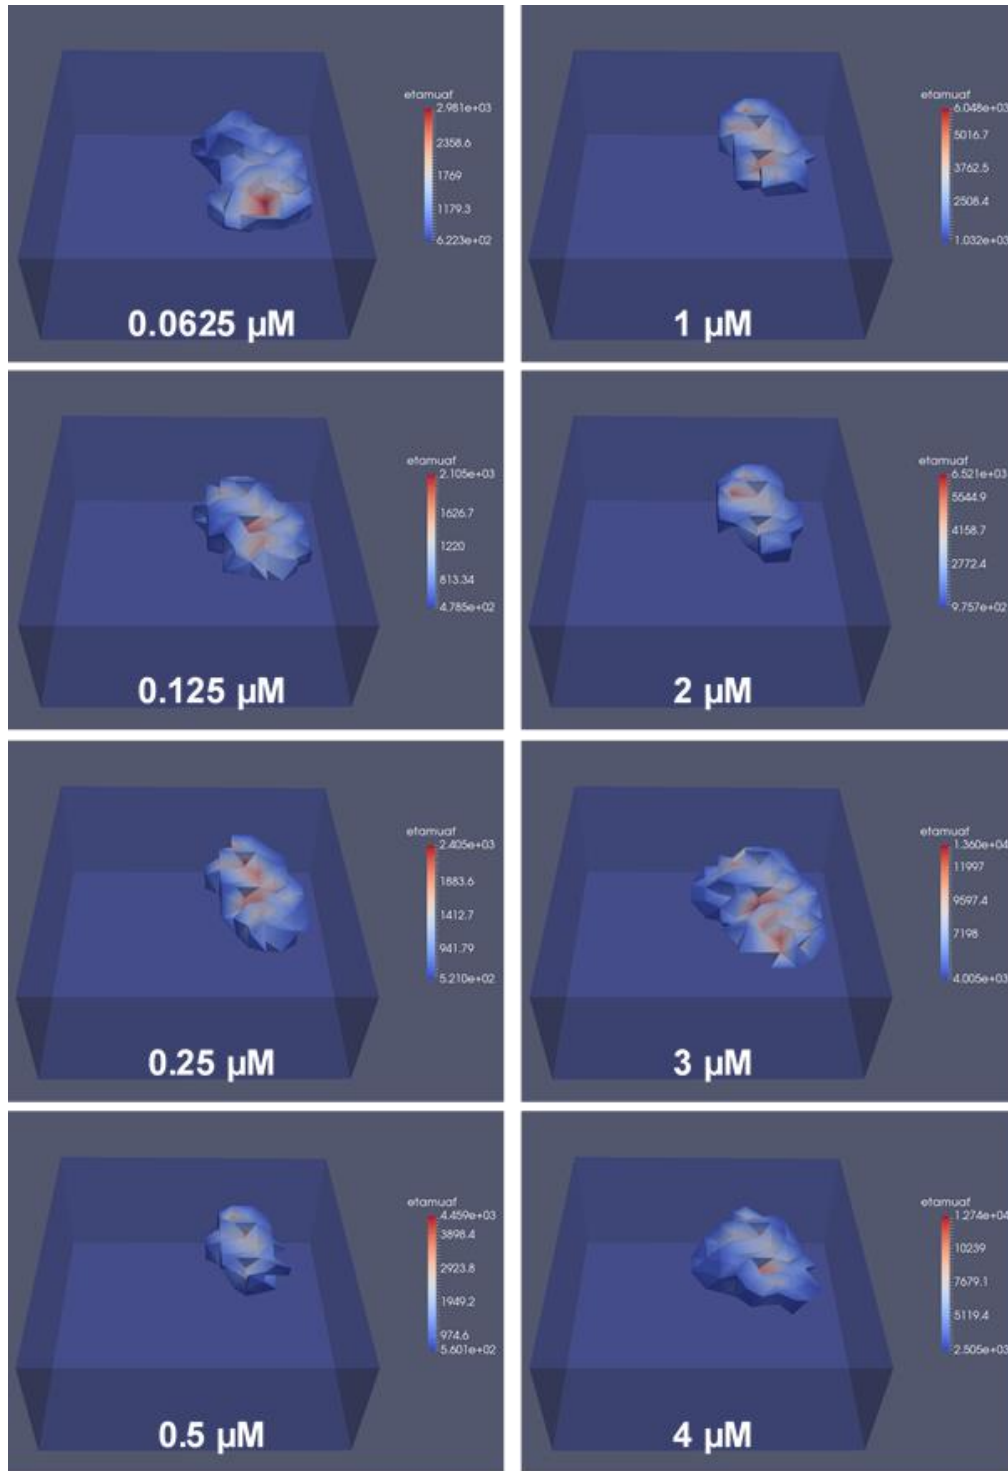 etamuaf
2.981e+03
2358.6
1769
1179.3
6.223e+02
0.0625 µM
etamuaf
6.048e+03
5016.7
3762.5
2508.4
1.032e+03
1 µM
etamuaf
2.105e+03
1626.7
1220
813.34
4.785e+02
0.125 µM
etamuaf
6.521e+03
5544.9
4158.7
2772.4
9.757e+02
2 µM
etamuaf
2.405e+03
1883.6
1412.7
941.79
5.210e+02
0.25 µM
etamuaf
1.360e+04
11997
9597.4
7198
4.005e+03
3 µM
etamuaf
4.459e+03
3898.4
2923.8
1949.2
974.6
5.601e+02
0.5 µM
etamuaf
1.274e+04
10239
7679.1
5119.4
2.505e+03
4 µM